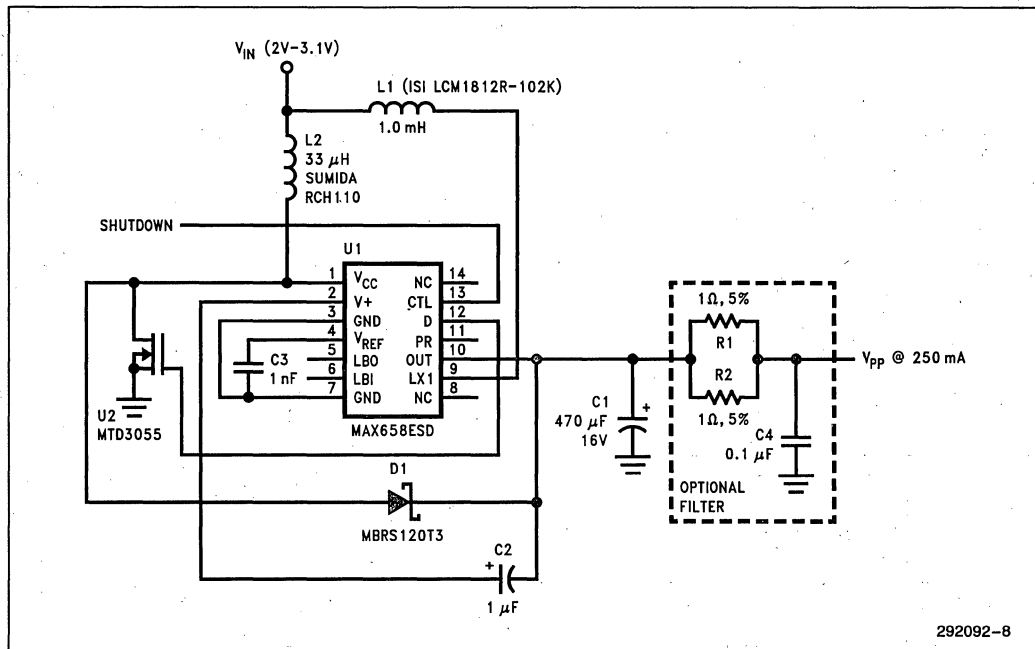 V_IN (2V-3.1V)
L1 (ISI LCM1812R-102K)
1.0 mH
L2
33 μH
SUMIDA
RCH110
SHUTDOWN
U1
1 V_CC NC 14
2 V+ CTL 13
3 GND D 12
4 V_REF PR 11
5 LBO OUT 10
6 LBI LX1 9
7 GND NC 8
MAX658ESD
C3
1 nF
U2
MTD3055
D1
MBRS120T3
C2
+
1 μF
C1
+
470 μF
16V
1Ω, 5%
R1
R2
1Ω, 5%
C4
0.1 μF
OPTIONAL
FILTER
V_PP @ 250 mA
292092-8